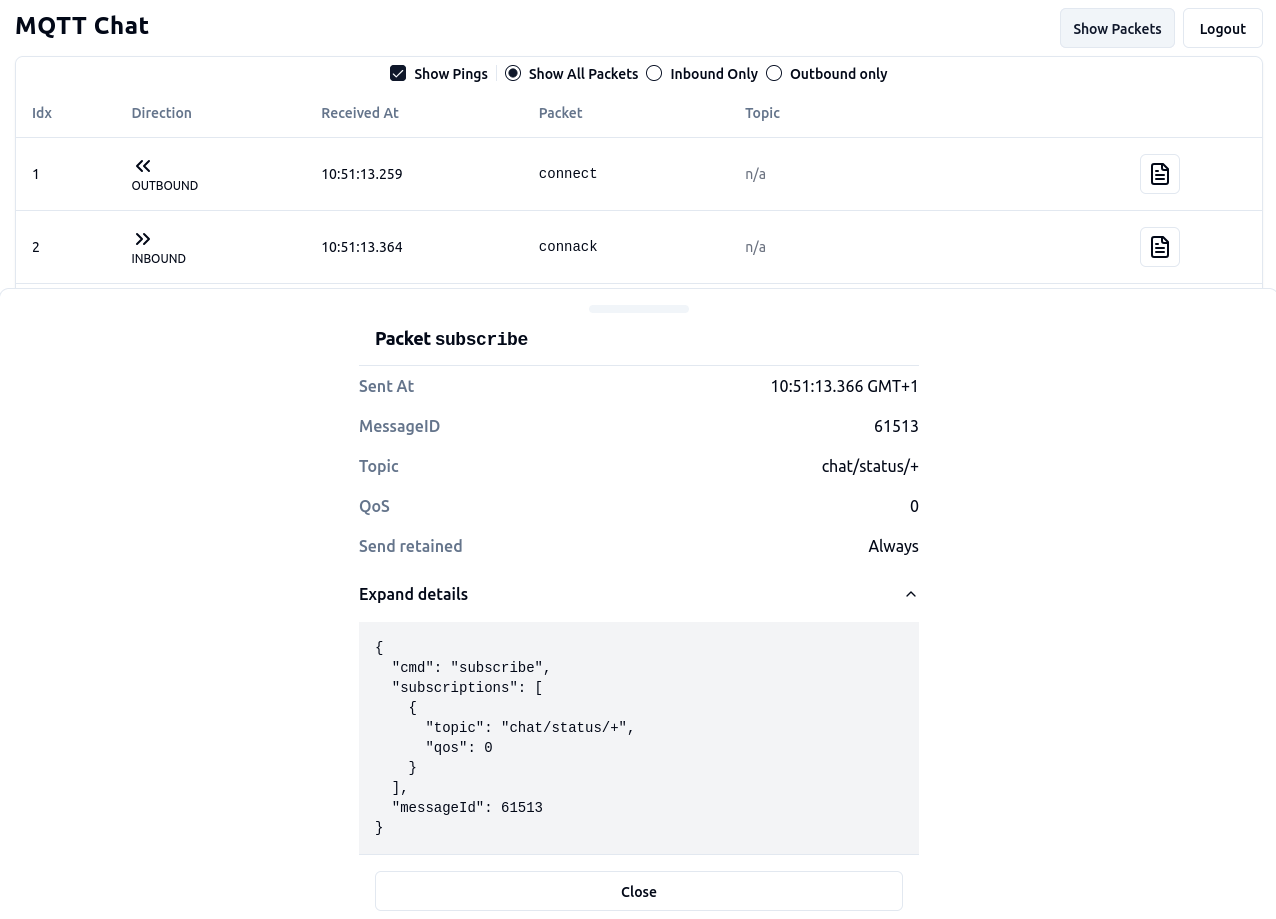 MQTT Chat
Show Packets
Logout
Show Pings Show All Packets Inbound Only Outbound only
Idx Direction Received At Packet Topic
1 OUTBOUND 10:51:13.259 connect n/a
2 INBOUND 10:51:13.364 connack n/a
Packet subscribe
Sent At 10:51:13.366 GMT+1
MessageID 61513
Topic chat/status/+
QoS 0
Send retained Always
Expand details
{
  "cmd": "subscribe",
  "subscriptions": [
    {
      "topic": "chat/status/+",
      "qos": 0
    }
  ],
  "messageId": 61513
}
Close